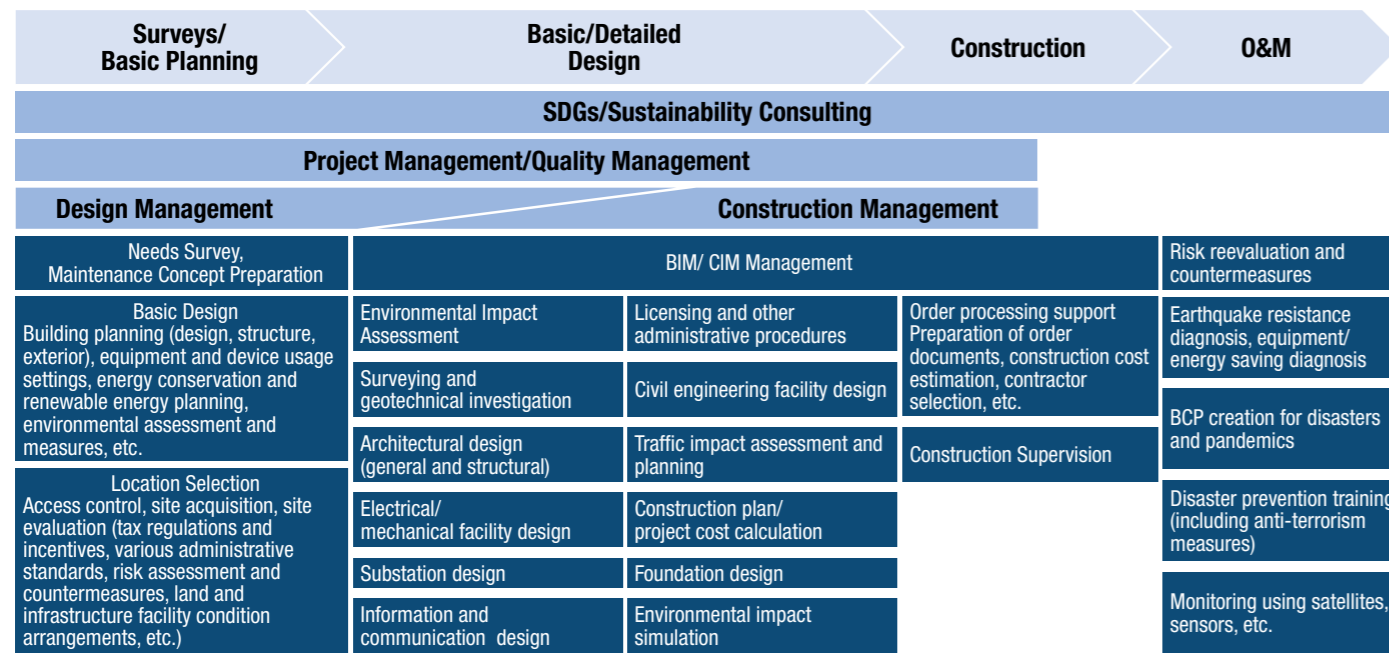 Surveys/
Basic Planning
Basic/Detailed
Design
Construction
O&M
SDGs/Sustainability Consulting
Project Management/Quality Management
Design Management
Construction Management
Needs Survey,
Maintenance Concept Preparation
BIM/ CIM Management
Risk reevaluation and
countermeasures
Basic Design
Building planning (design, structure,
exterior), equipment and device usage
settings, energy conservation and
renewable energy planning,
environmental assessment and
measures, etc.
Location Selection
Access control, site acquisition, site
evaluation (tax regulations and
incentives, various administrative
standards, risk assessment and
countermeasures, land and
infrastructure facility condition
arrangements, etc.)
Environmental Impact
Assessment
Surveying and
geotechnical investigation
Architectural design
(general and structural)
Electrical/
mechanical facility design
Substation design
Information and
communication design
Licensing and other
administrative procedures
Civil engineering facility design
Traffic impact assessment and
planning
Construction plan/
project cost calculation
Foundation design
Environmental impact
simulation
Order processing support
Preparation of order
documents, construction cost
estimation, contractor
selection, etc.
Construction Supervision
Earthquake resistance
diagnosis, equipment/
energy saving diagnosis
BCP creation for disasters
and pandemics
Disaster prevention training
(including anti-terrorism
measures)
Monitoring using satellites,
sensors, etc.